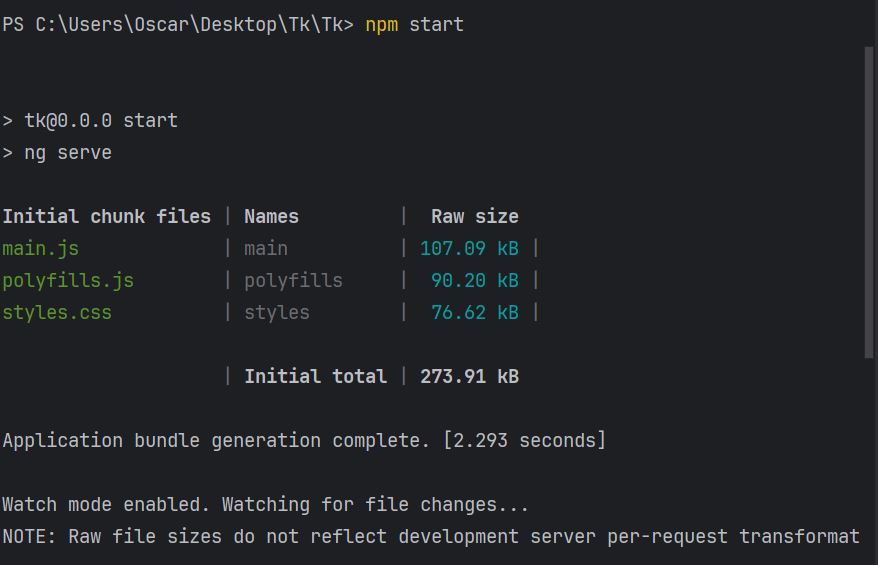 PS C:\Users\Oscar\Desktop\Tk\Tk> npm start
> tk@0.0.0 start
> ng serve
Initial chunk files | Names | Raw size
main.js | main | 107.09 kB |
polyfills.js | polyfills | 90.20 kB |
styles.css | styles | 76.62 kB |
| Initial total | 273.91 kB
Application bundle generation complete. [2.293 seconds]
Watch mode enabled. Watching for file changes...
NOTE: Raw file sizes do not reflect development server per-request transformat